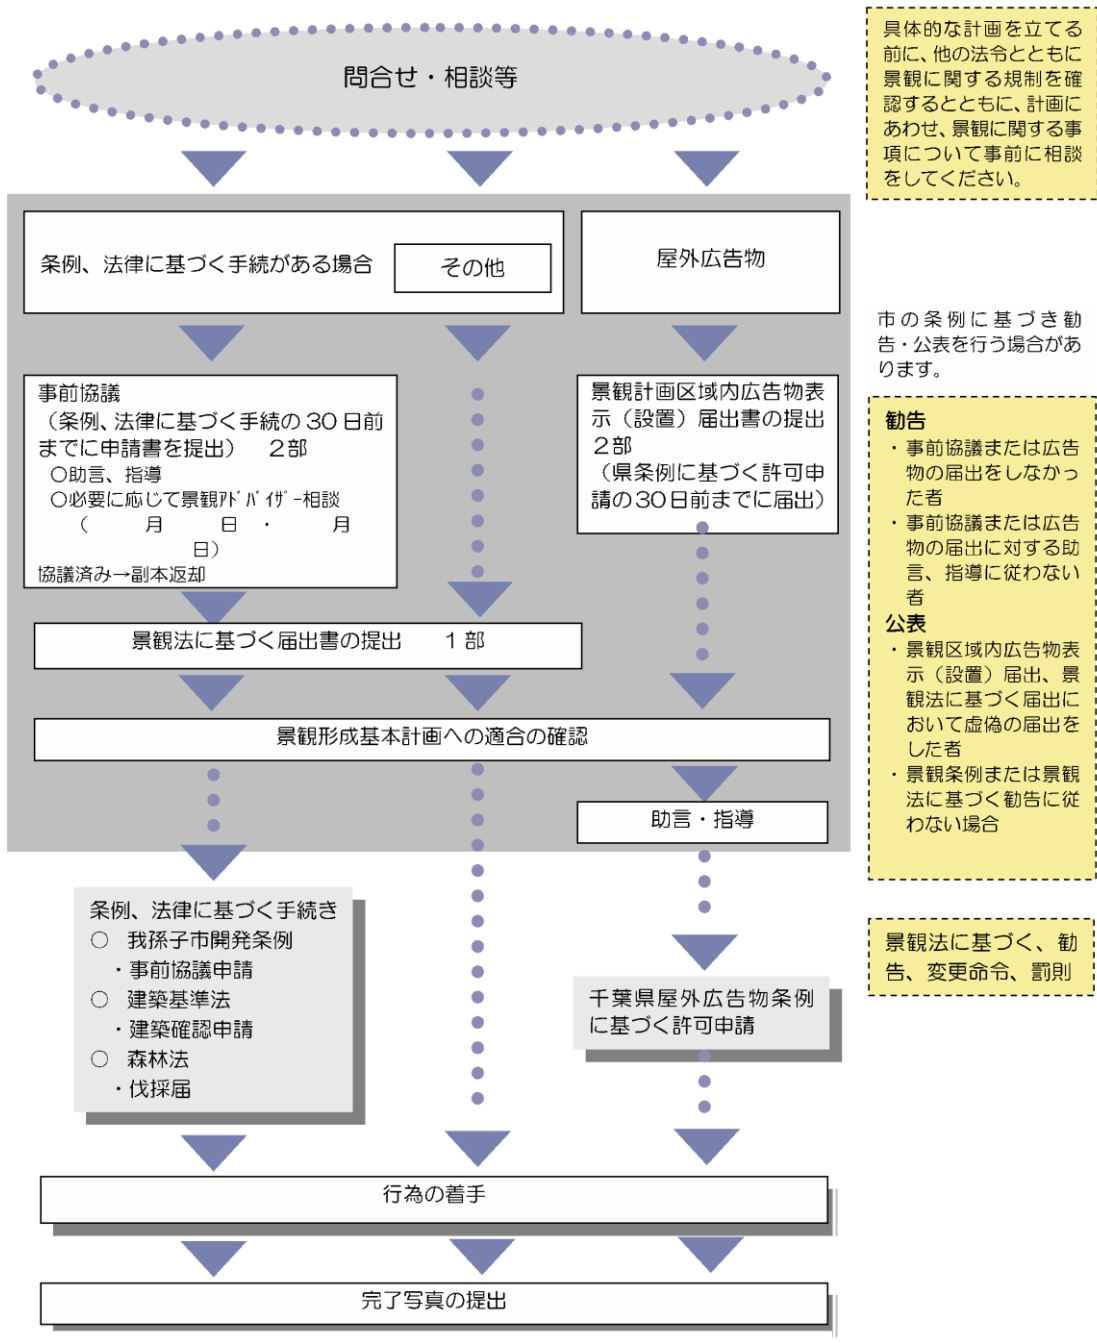 問合せ・相談等
具体的な計画を立てる
前に、他の法令とともに
景観に関する規制を確
認するとともに、計画に
あわせ、景観に関する事
項について事前に相談
をしてください。
条例、法律に基づく手続がある場合
その他
屋外広告物
市の条例に基づき勧
告・公表を行う場合があ
ります。
事前協議
（条例、法律に基づく手続の30日前
までに申請書を提出）　2部
○助言、指導
○必要に応じて景観ｱﾄﾞﾊﾞｲｻﾞｰ相談
（　　月　　日　・　　月
日）
協議済み→副本返却
景観計画区域内広告物表
示（設置）届出書の提出
2部
（県条例に基づく許可申
請の30日前までに届出）
勧告
・事前協議または広告
物の届出をしなかっ
た者
・事前協議または広告
物の届出に対する助
言、指導に従わない
者
公表
・景観区域内広告物表
示（設置）届出、景
観法に基づく届出に
おいて虚偽の届出を
した者
・景観条例または景観
法に基づく勧告に従
わない場合
景観法に基づく届出書の提出　1部
景観形成基本計画への適合の確認
助言・指導
条例、法律に基づく手続き
○　我孫子市開発条例
・事前協議申請
○　建築基準法
・建築確認申請
○　森林法
・伐採届
千葉県屋外広告物条例
に基づく許可申請
景観法に基づく、勧
告、変更命令、罰則
行為の着手
完了写真の提出